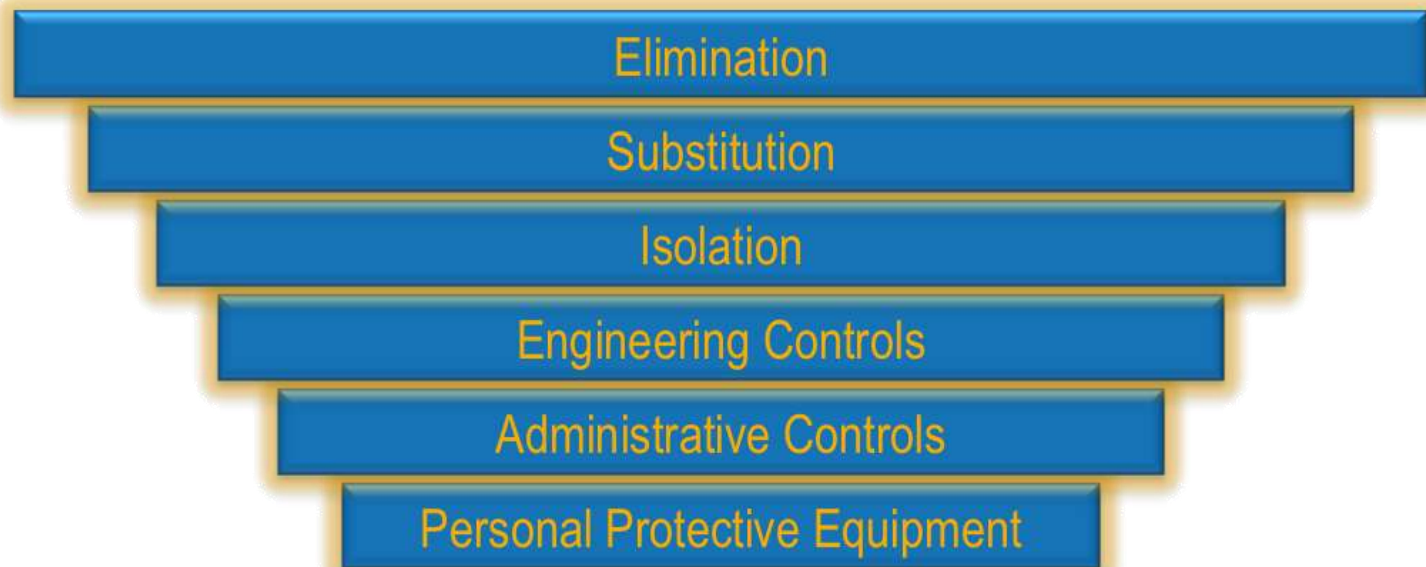 Elimination
Substitution
Isolation
Engineering Controls
Administrative Controls
Personal Protective Equipment